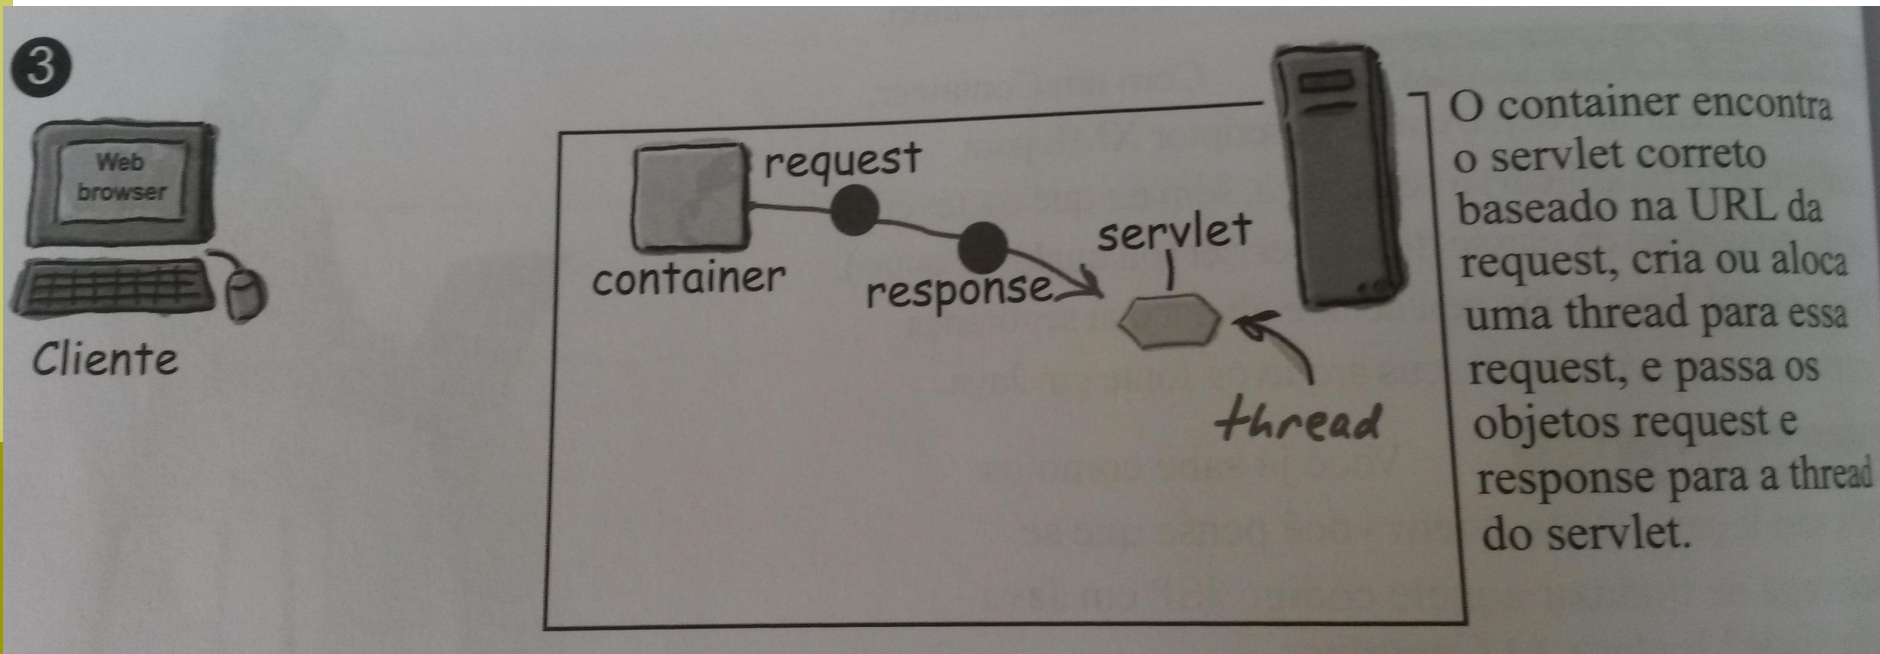 3
Web
browser
Cliente
request
container
response
servlet
thread
O container encontra
o servlet correto
baseado na URL da
request, cria ou aloca
uma thread para essa
request, e passa os
objetos request e
response para a thread
do servlet.